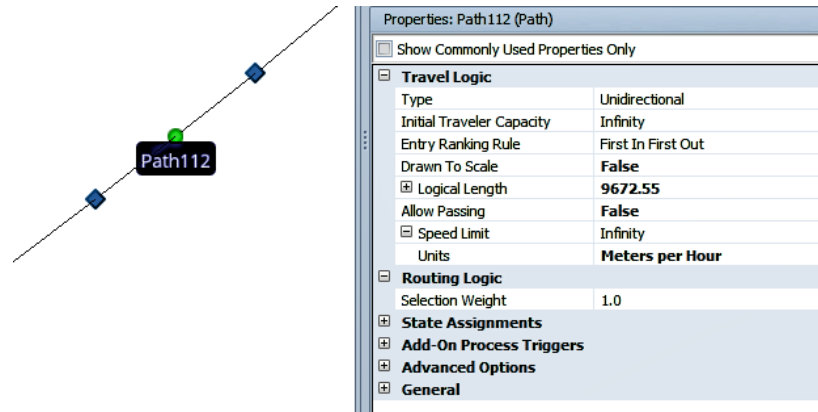 Path112
Properties: Path112 (Path)
Show Commonly Used Properties Only
Travel Logic
Type Unidirectional
Initial Traveler Capacity Infinity
Entry Ranking Rule First In First Out
Drawn To Scale False
Logical Length 9672.55
Allow Passing False
Speed Limit Infinity
Units Meters per Hour
Routing Logic
Selection Weight 1.0
State Assignments
Add-On Process Triggers
Advanced Options
General